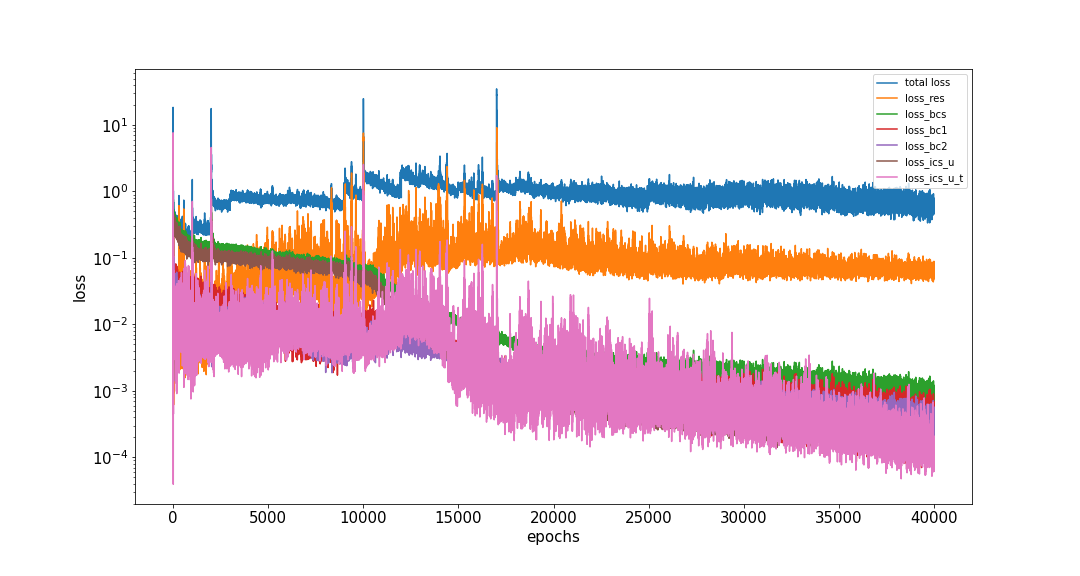 total loss
loss_res
loss_bcs
loss_bc1
loss_bc2
loss_ics_u
loss_ics_u_t
10¹
10⁰
10⁻¹
10⁻²
10⁻³
10⁻⁴
loss
0 5000 10000 15000 20000 25000 30000 35000 40000
epochs